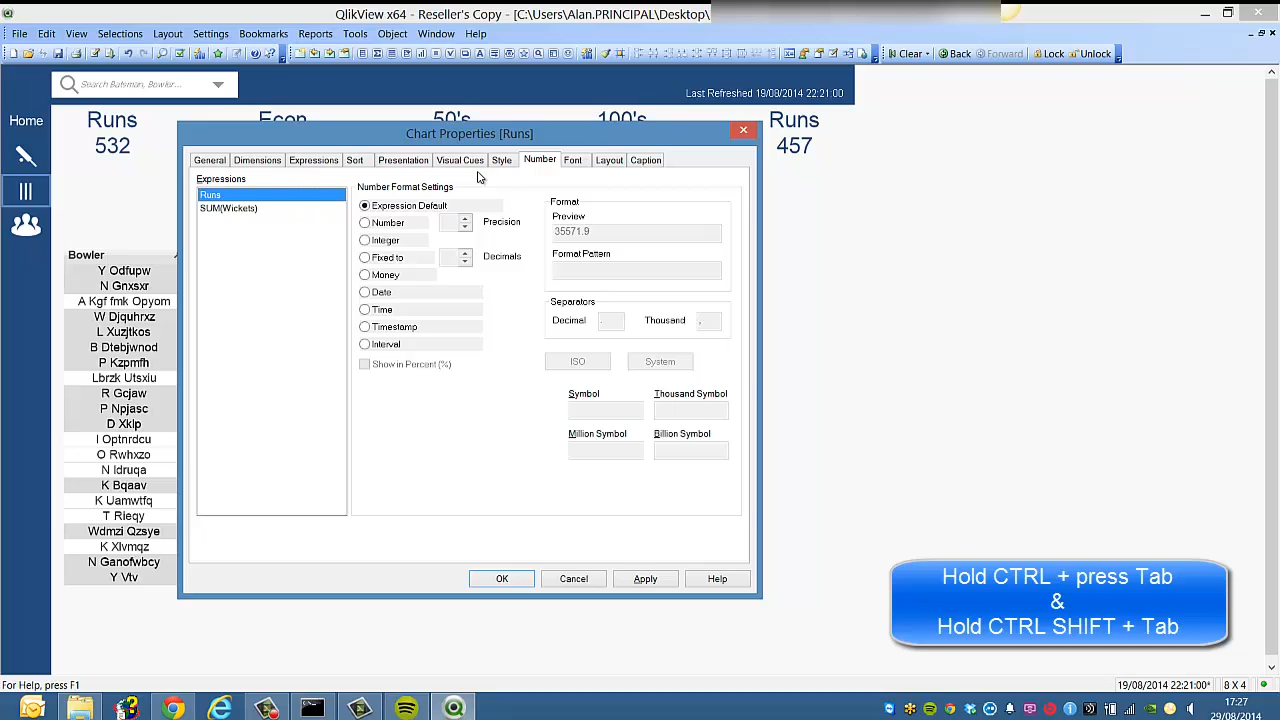 QlikView x64 - Reseller's Copy - [C:\Users\Alan.PRINCIPAL\Desktop\
File Edit View Selections Layout Settings Bookmarks Reports Tools Object Window Help
Clear Back Forward Lock Unlock
Search Batsman, Bowler...
Last Refreshed 19/08/2014 22:21:00
Home
Runs Econ 50's 100's Runs
532 457
Chart Properties [Runs]
General Dimensions Expressions Sort Presentation Visual Cues Style Number Font Layout Caption
Expressions
Runs
SUM(Wickets)
Number Format Settings
Expression Default
Number Precision
Integer
Fixed to Decimals
Money
Date
Time
Timestamp
Interval
Show in Percent (%)
Format
Preview
35571.9
Format Pattern
Separators
Decimal . Thousand ,
ISO System
Symbol Thousand Symbol
Million Symbol Billion Symbol
OK Cancel Apply Help
Bowler
Y Odfupw
N Gnxsxr
A Kgf fmk Opyom
W Djquhrxz
L Xuzjtkos
B Dtebjwnod
P Kzpmfh
Lbrzk Utsxiu
R Gcjaw
P Npjasc
D Xklp
I Optnrdcu
O Rwhxzo
N Idruqa
K Bqaav
K Uamwtfq
T Rieqy
Wdmzi Qzsye
K Xlvmqz
N Ganofwbcy
Y Vtv
Hold CTRL + press Tab
&
Hold CTRL SHIFT + Tab
For Help, press F1
19/08/2014 22:21:00* 8 X 4
17:27
29/08/2014